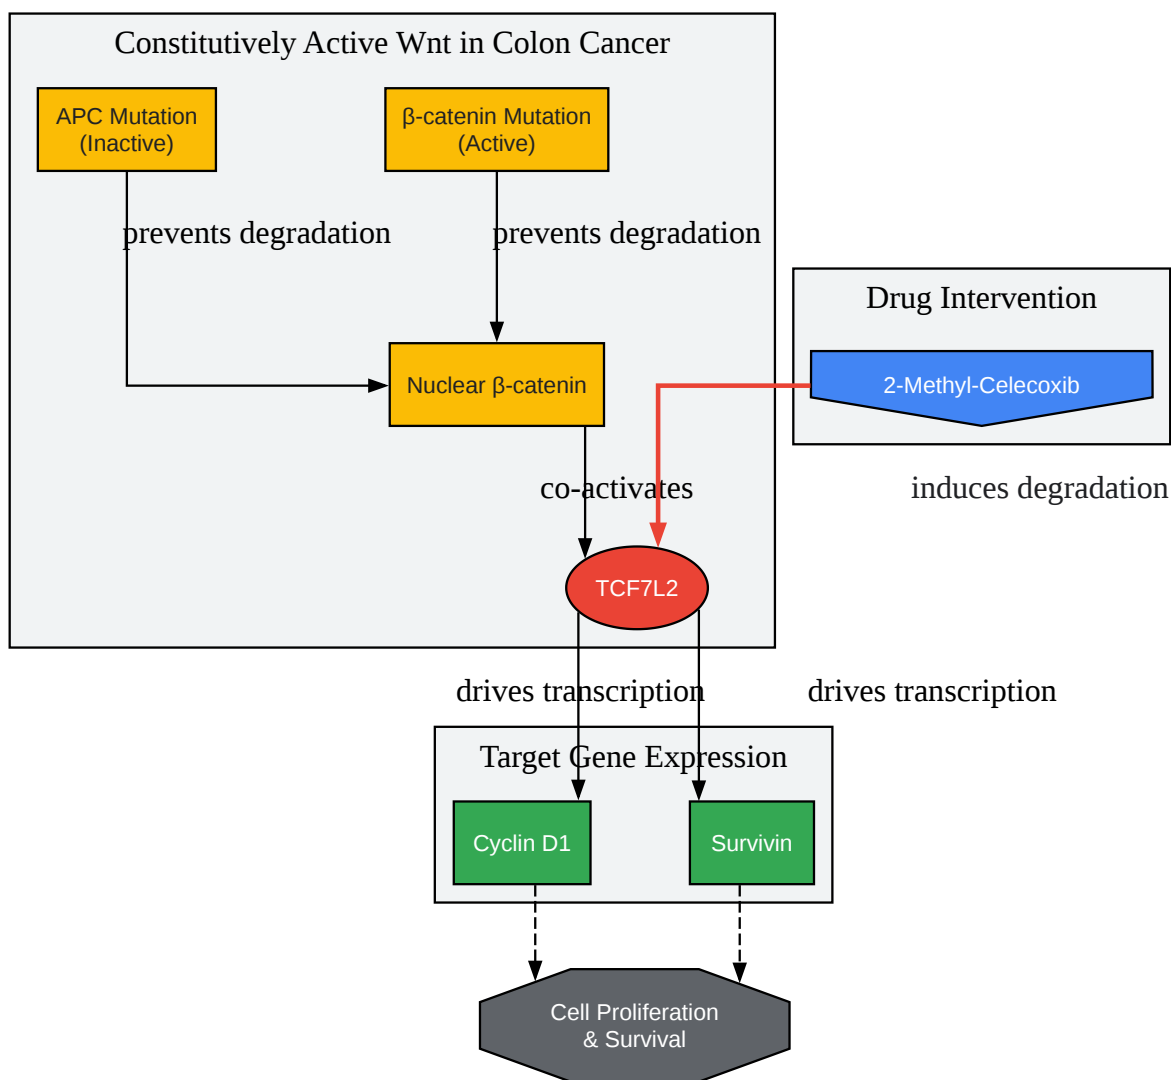 Constitutively Active Wnt in Colon Cancer
APC Mutation
(Inactive)
β-catenin Mutation
(Active)
prevents degradation
prevents degradation
Drug Intervention
Nuclear β-catenin
2-Methyl-Celecoxib
co-activates
induces degradation
TCF7L2
drives transcription
drives transcription
Target Gene Expression
Cyclin D1
Survivin
Cell Proliferation
& Survival